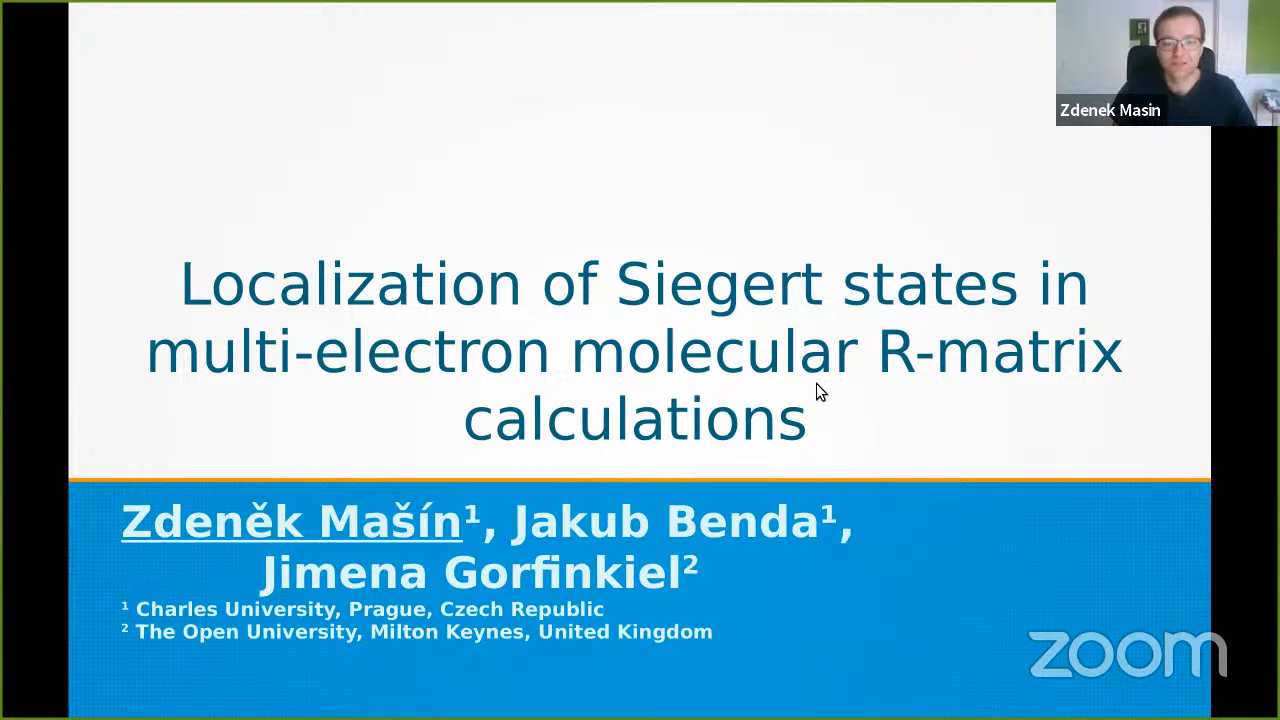 Zdenek Masin
Localization of Siegert states in
multi-electron molecular R-matrix
calculations
Zdeněk Mašín¹, Jakub Benda¹,
Jimena Gorfinkiel²
¹ Charles University, Prague, Czech Republic
² The Open University, Milton Keynes, United Kingdom
zoom